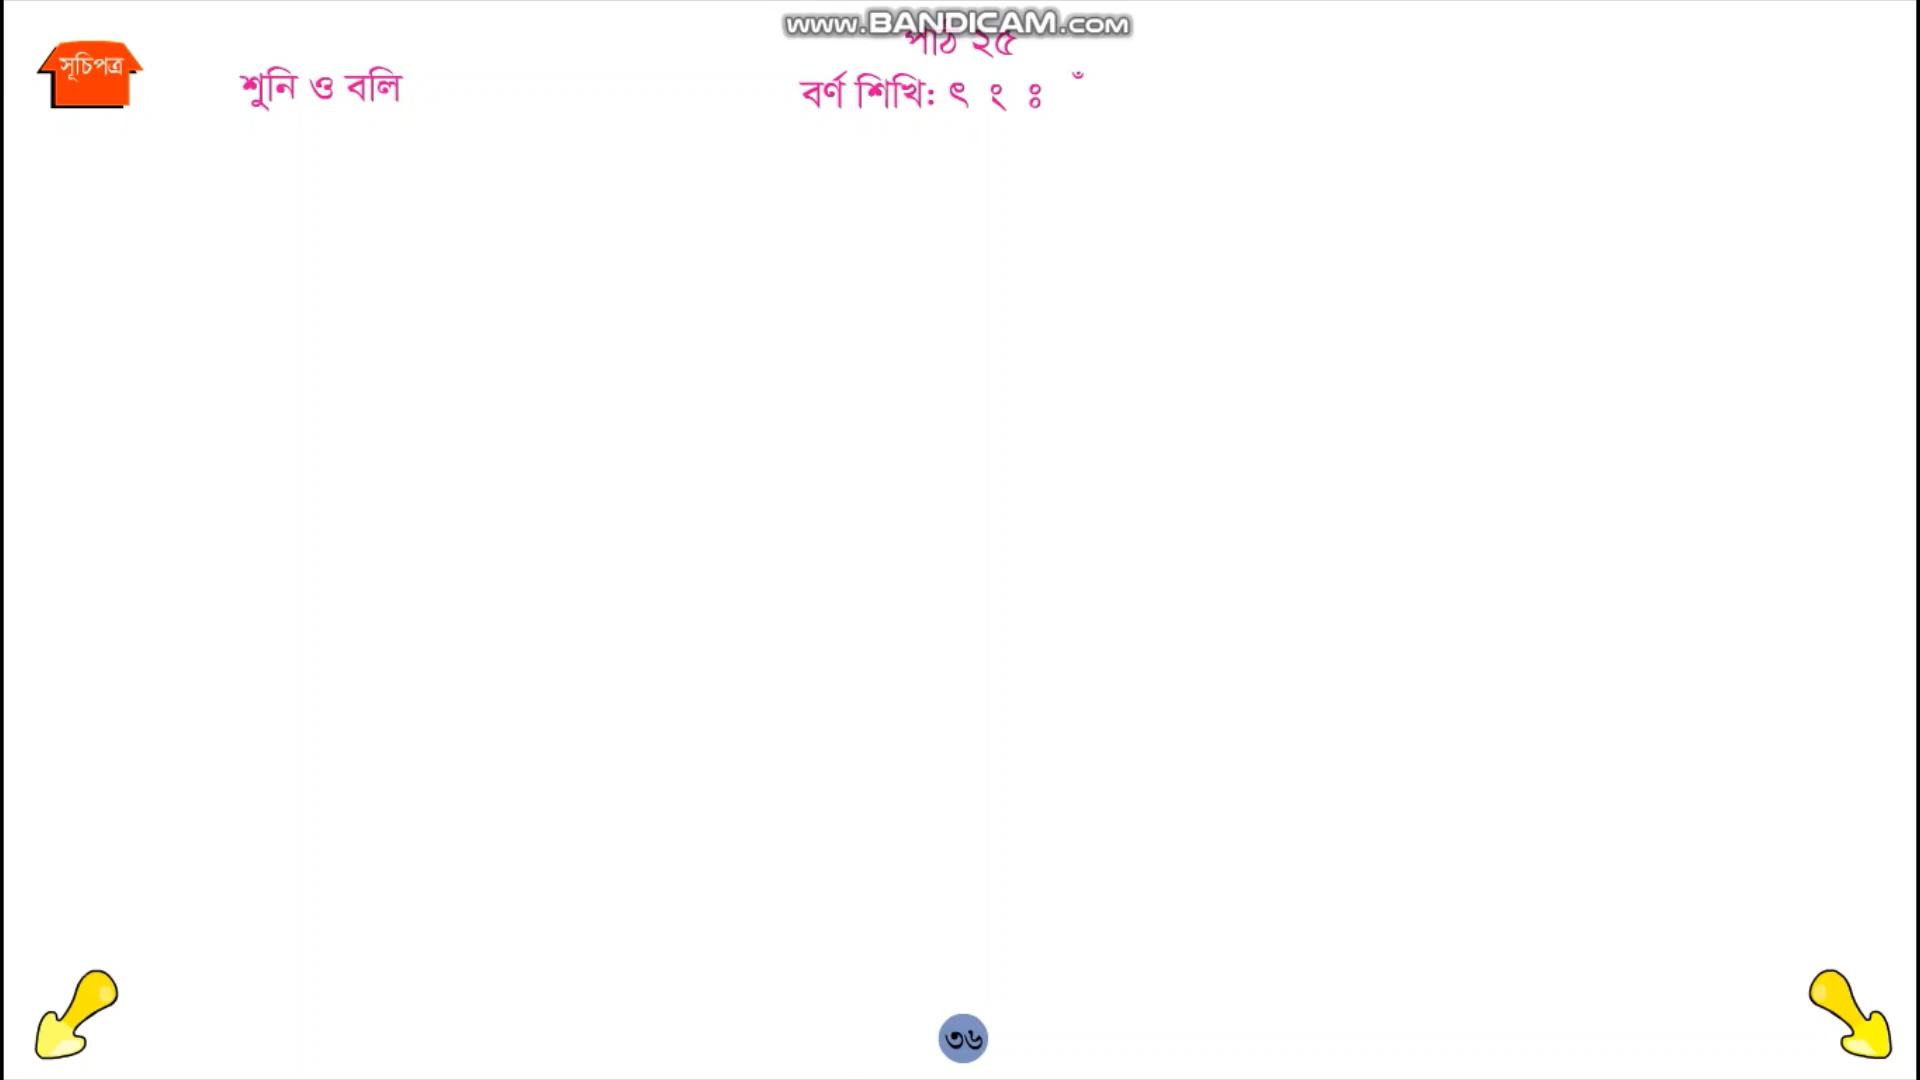 www.BANDICAM.com
পাঠ ২৫
সূচিপত্র
শুনি ও বলি
বর্ণ শিখি: ৎ ং ঃ ঁ
৩৬